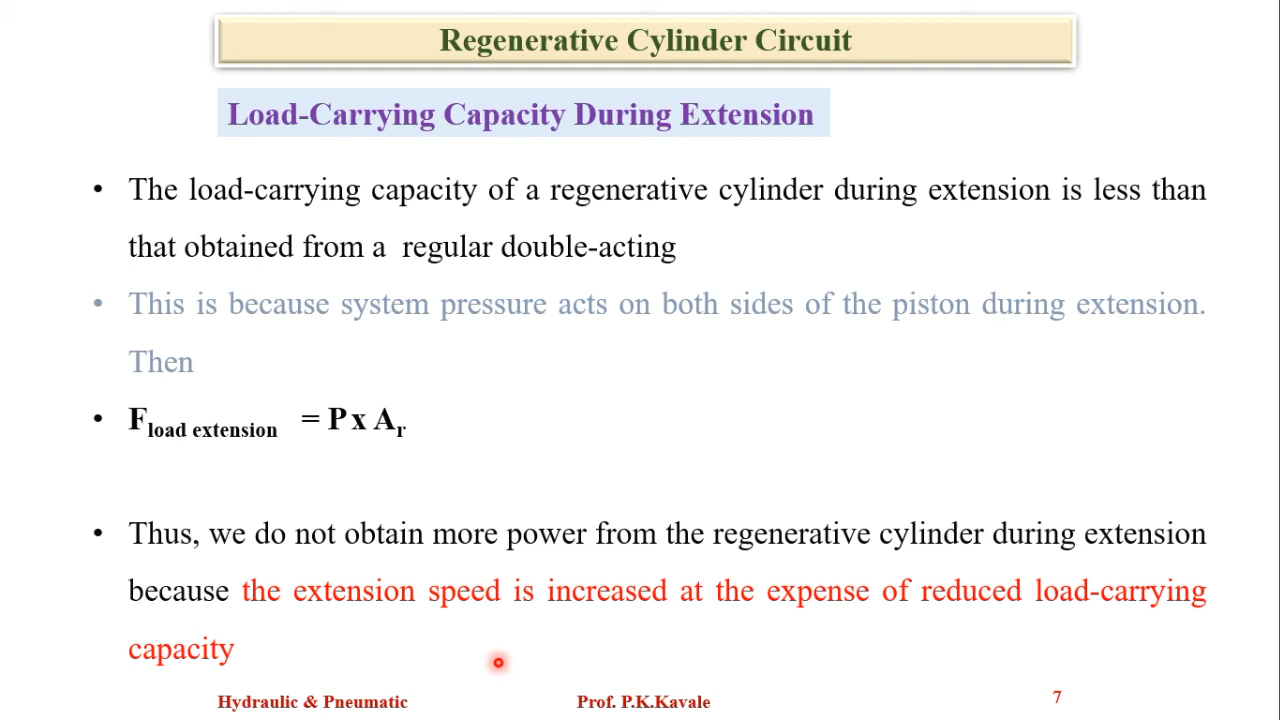 Regenerative Cylinder Circuit
Load-Carrying Capacity During Extension
• The load-carrying capacity of a regenerative cylinder during extension is less than
that obtained from a regular double-acting
• This is because system pressure acts on both sides of the piston during extension.
Then
• F load extension = P x A r
• Thus, we do not obtain more power from the regenerative cylinder during extension
because the extension speed is increased at the expense of reduced load-carrying
capacity
Hydraulic & Pneumatic Prof. P.K.Kavale 7